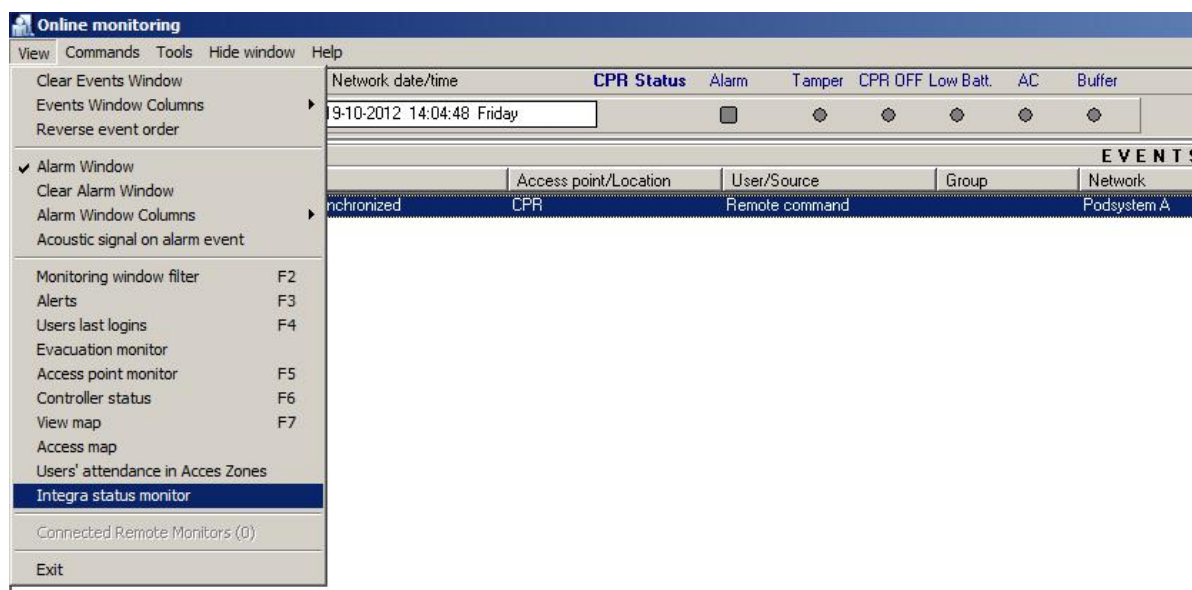 Online monitoring
View Commands Tools Hide window Help
Clear Events Window
Events Window Columns
Reverse event order
Alarm Window
Clear Alarm Window
Alarm Window Columns
Acoustic signal on alarm event
Monitoring window filter F2
Alerts F3
Users last logins F4
Evacuation monitor
Access point monitor F5
Controller status F6
View map F7
Access map
Users' attendance in Acces Zones
Integra status monitor
Connected Remote Monitors (0)
Exit
Network date/time CPR Status Alarm Tamper CPR OFF Low Batt. AC Buffer
19-10-2012 14:04:48 Friday
EVENTS
Access point/Location User/Source Group Network
nchronized CPR Remote command Podsystem A